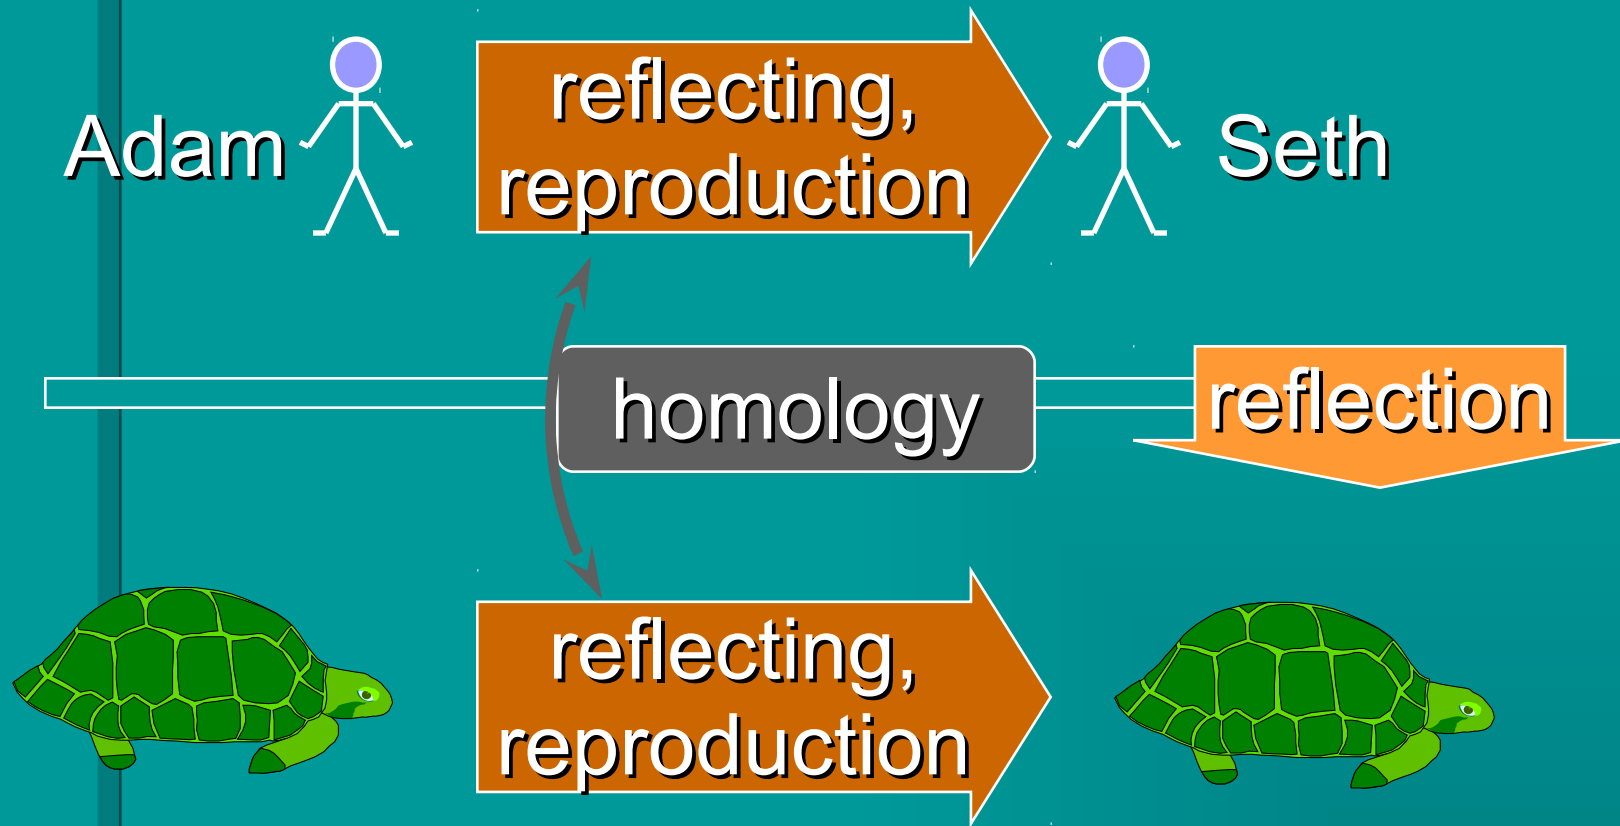 Adam
reflecting,
reproduction
Seth
homology
reflection
reflecting,
reproduction